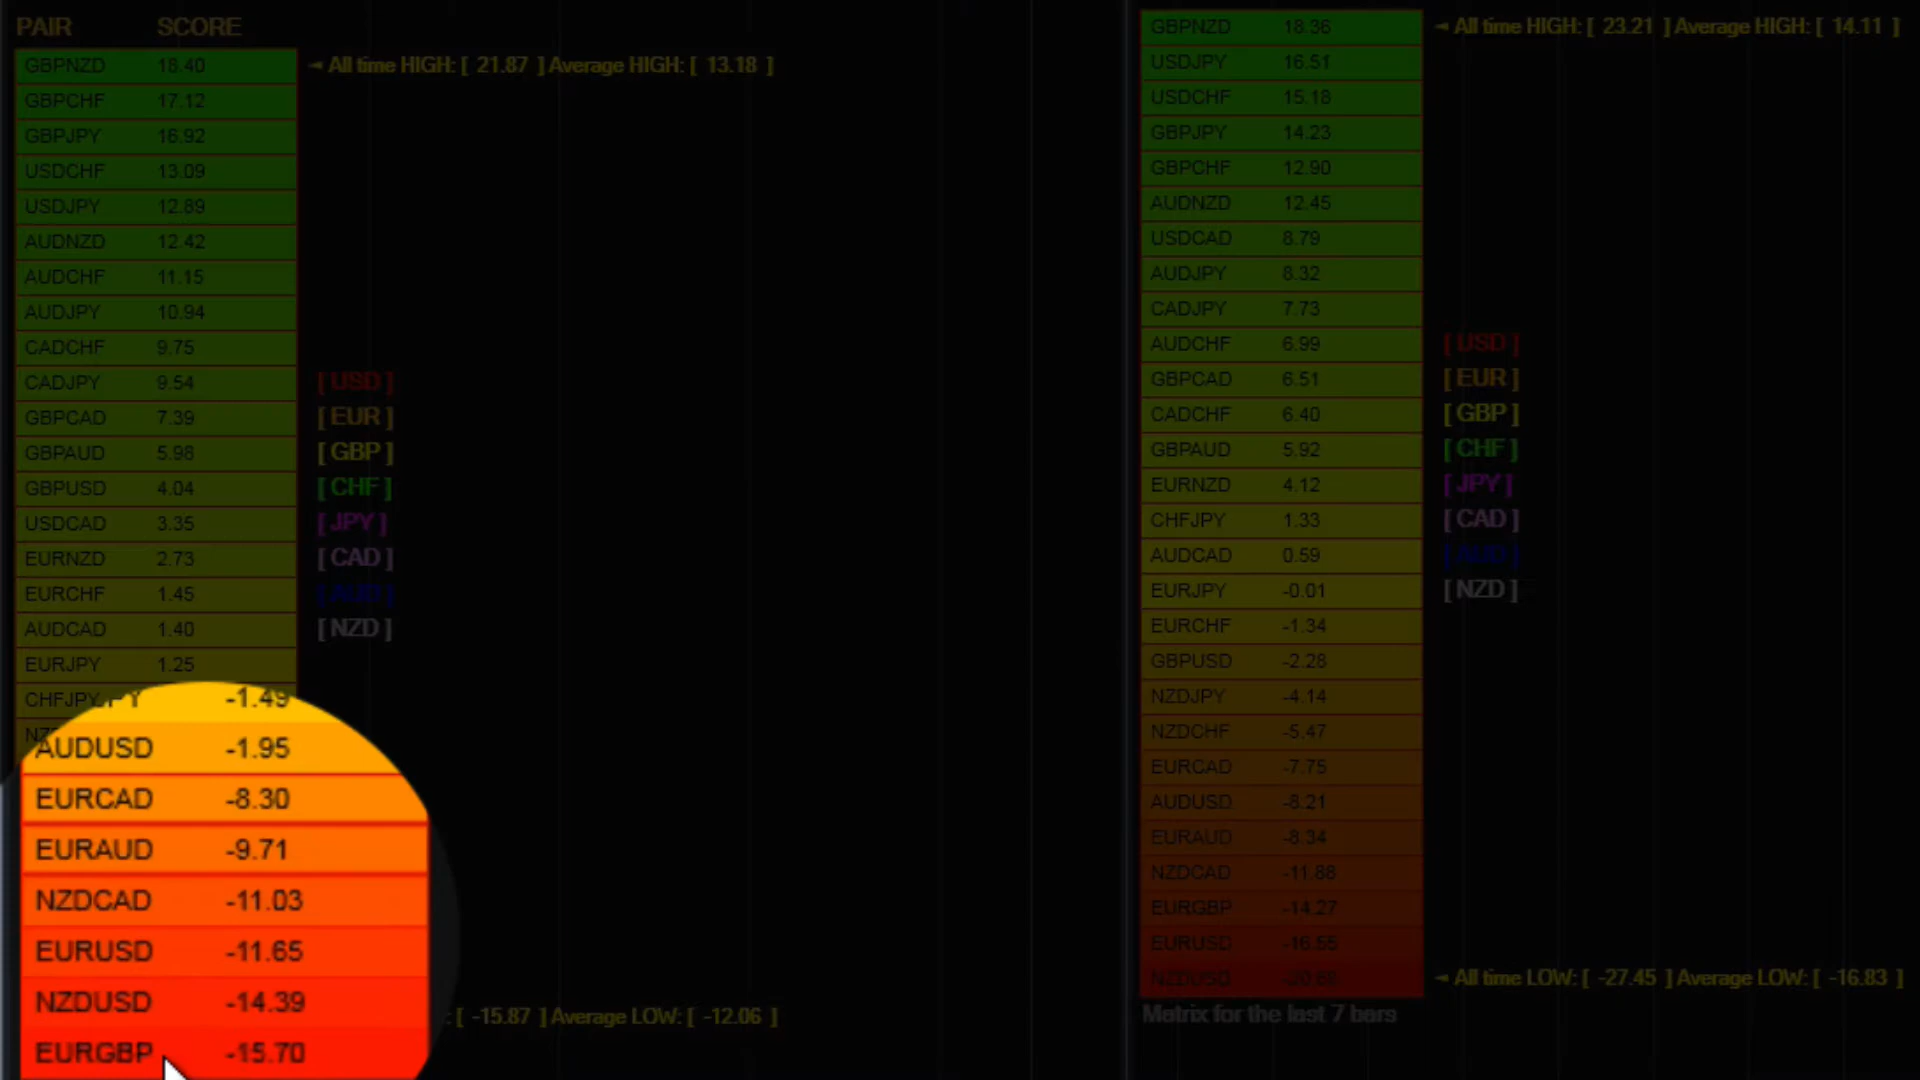 PAIR SCORE
GBPNZD 18.40 ◄ All time HIGH: [ 21.87 ] Average HIGH: [ 13.18 ]
GBPCHF 17.12
GBPJPY 16.92
USDCHF 13.09
USDJPY 12.89
AUDNZD 12.42
AUDCHF 11.15
AUDJPY 10.94
CADCHF 9.75
CADJPY 9.54 [ USD ]
GBPCAD 7.39 [ EUR ]
GBPAUD 5.98 [ GBP ]
GBPUSD 4.04 [ CHF ]
USDCAD 3.35 [ JPY ]
EURNZD 2.73 [ CAD ]
EURCHF 1.45 [ AUD ]
AUDCAD 1.40 [ NZD ]
EURJPY 1.25
CHFJPY -1.49
AUDUSD -1.95
EURCAD -8.30
EURAUD -9.71
NZDCAD -11.03
EURUSD -11.65
NZDUSD -14.39
: [ -15.87 ] Average LOW: [ -12.06 ]
EURGBP -15.70
GBPNZD 18.36 ◄ All time HIGH: [ 23.21 ] Average HIGH: [ 14.11 ]
USDJPY 16.51
USDCHF 15.18
GBPJPY 14.23
GBPCHF 12.90
AUDNZD 12.45
USDCAD 8.79
AUDJPY 8.32
CADJPY 7.73
AUDCHF 6.99 [ USD ]
GBPCAD 6.51 [ EUR ]
CADCHF 6.40 [ GBP ]
GBPAUD 5.92 [ CHF ]
EURNZD 4.12 [ JPY ]
CHFJPY 1.33 [ CAD ]
AUDCAD 0.59 [ AUD ]
EURJPY -0.01 [ NZD ]
EURCHF -1.34
GBPUSD -2.28
NZDJPY -4.14
NZDCHF -5.47
EURCAD -7.75
AUDUSD -8.21
EURAUD -8.34
NZDCAD -11.88
EURGBP -14.27
EURUSD -16.55
NZDUSD ◄ All time LOW: [ -27.45 ] Average LOW: [ -16.83 ]
Matrix for the last 7 bars